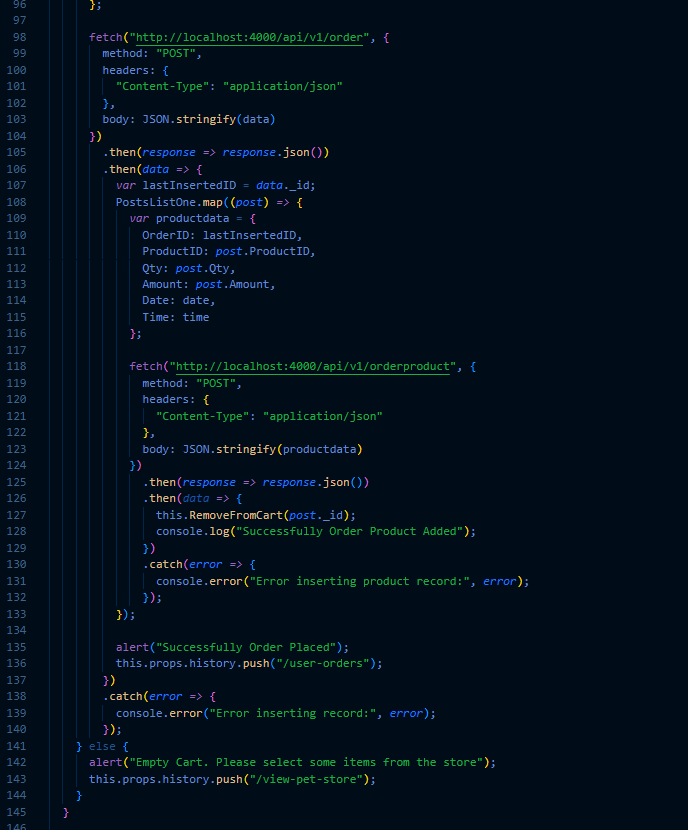 96 };
97
98 fetch("http://localhost:4000/api/v1/order", {
99 method: "POST",
100 headers: {
101 "Content-Type": "application/json"
102 },
103 body: JSON.stringify(data)
104 })
105 .then(response => response.json())
106 .then(data => {
107 var lastInsertedID = data._id;
108 PostsListOne.map((post) => {
109 var productdata = {
110 OrderID: lastInsertedID,
111 ProductID: post.ProductID,
112 Qty: post.Qty,
113 Amount: post.Amount,
114 Date: date,
115 Time: time
116 };
117
118 fetch("http://localhost:4000/api/v1/orderproduct", {
119 method: "POST",
120 headers: {
121 "Content-Type": "application/json"
122 },
123 body: JSON.stringify(productdata)
124 })
125 .then(response => response.json())
126 .then(data => {
127 this.RemoveFromCart(post._id);
128 console.log("Successfully Order Product Added");
129 })
130 .catch(error => {
131 console.error("Error inserting product record:", error);
132 });
133 });
134
135 alert("Successfully Order Placed");
136 this.props.history.push("/user-orders");
137 })
138 .catch(error => {
139 console.error("Error inserting record:", error);
140 });
141 } else {
142 alert("Empty Cart. Please select some items from the store");
143 this.props.history.push("/view-pet-store");
144 }
145 }
146